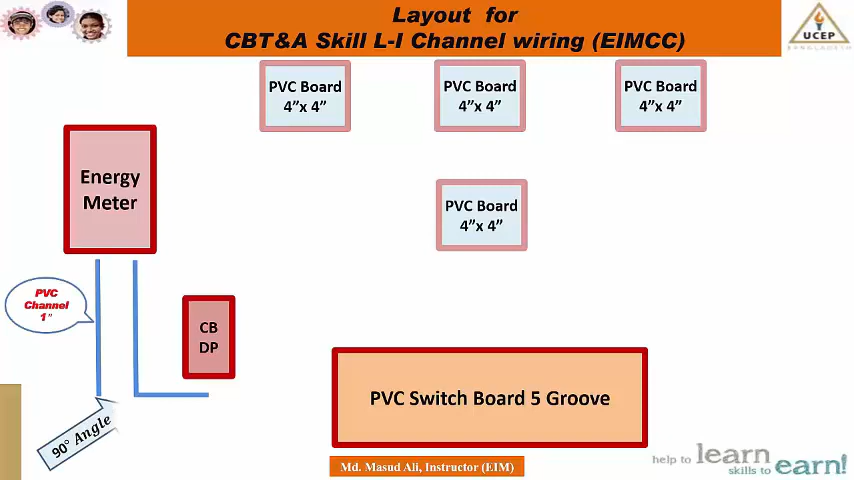 Layout for
CBT&A Skill L-I Channel wiring (EIMCC)
UCEP
BANGLADESH
PVC Board
4”x 4”
PVC Board
4”x 4”
PVC Board
4”x 4”
Energy
Meter
PVC Board
4”x 4”
PVC
Channel
1”
CB
DP
PVC Switch Board 5 Groove
90° Angle
Md. Masud Ali, Instructor (EIM)
help to learn
skills to earn!